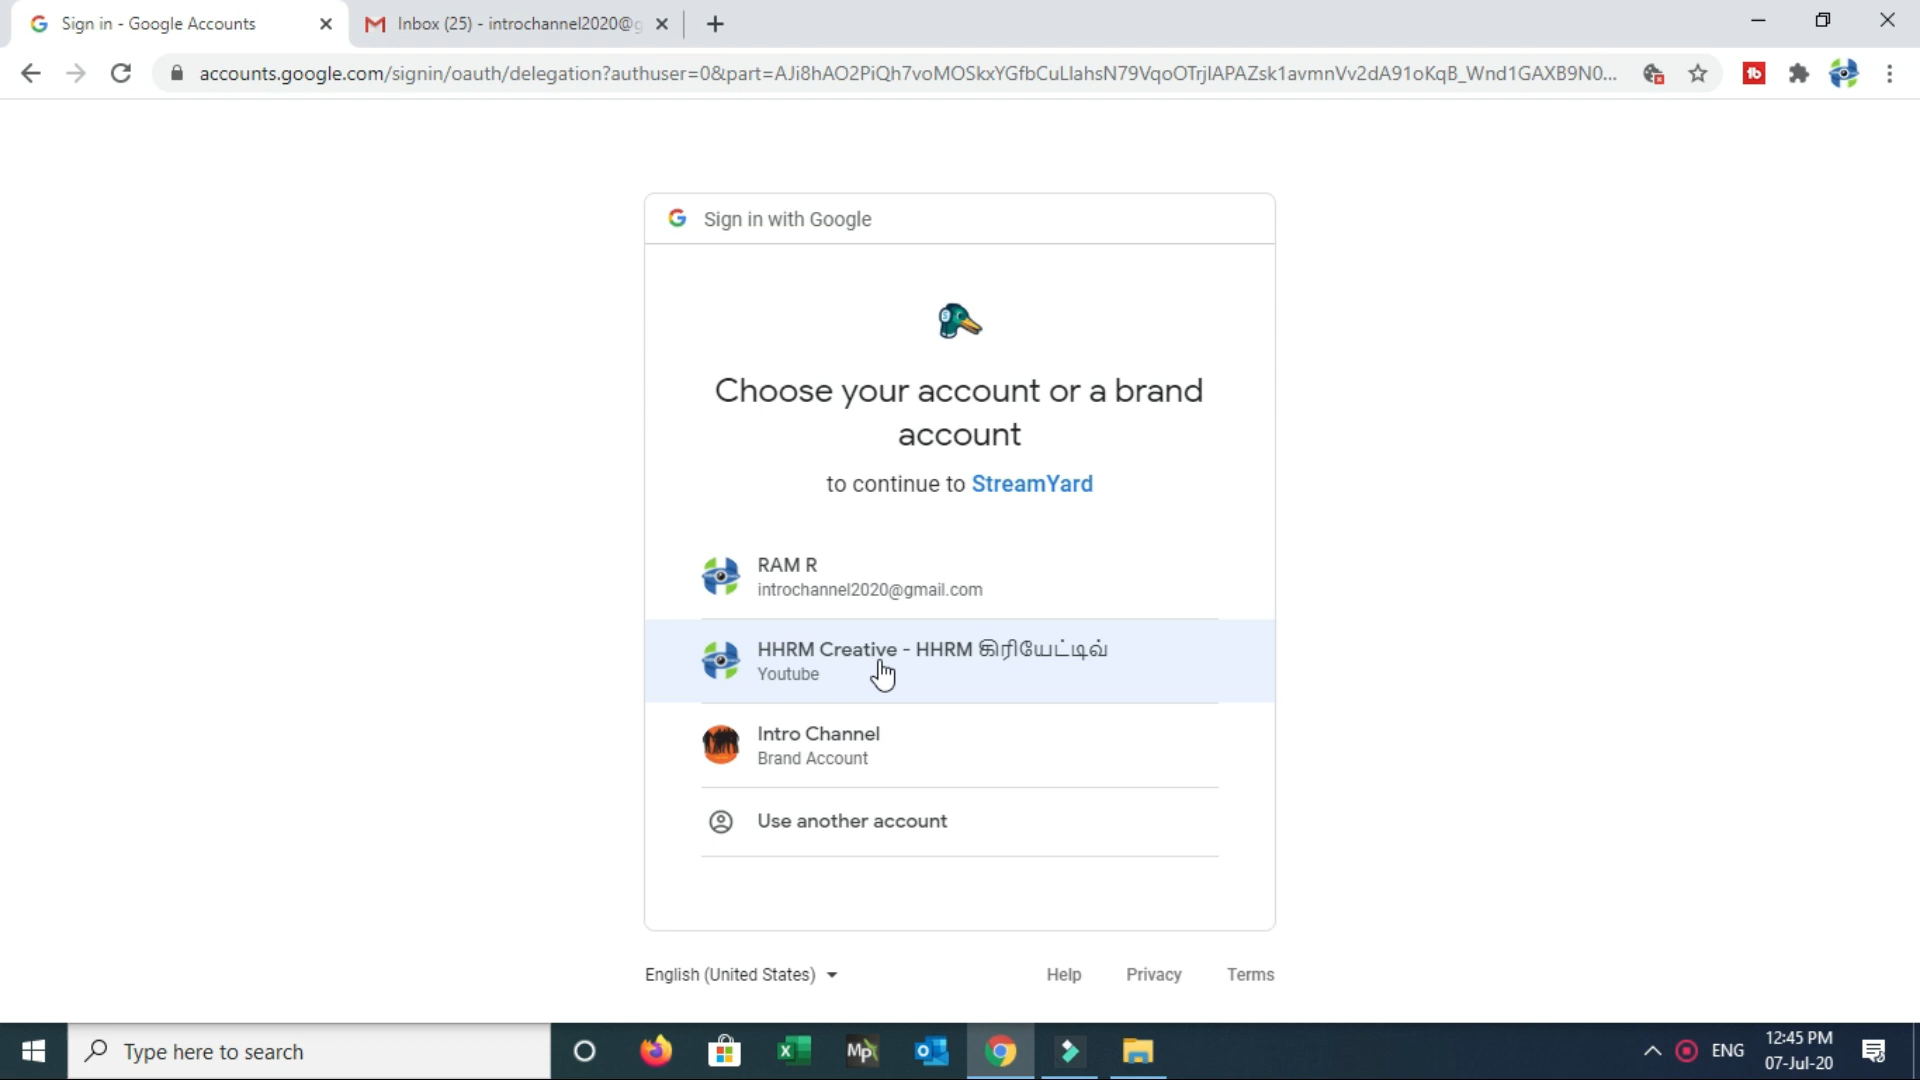 Sign in - Google Accounts
Inbox (25) - introchannel2020@g
accounts.google.com/signin/oauth/delegation?authuser=0&part=AJi8hAO2PiQh7voMOSkxYGfbCuLlahsN79VqoOTrjlAPAZsk1avmnVv2dA91oKqB_Wnd1GAXB9N0...
Sign in with Google
Choose your account or a brand
account
to continue to StreamYard
RAM R
introchannel2020@gmail.com
HHRM Creative - HHRM கிரியேட்டிவ்
Youtube
Intro Channel
Brand Account
Use another account
English (United States)
Help
Privacy
Terms
Type here to search
ENG
12:45 PM
07-Jul-20